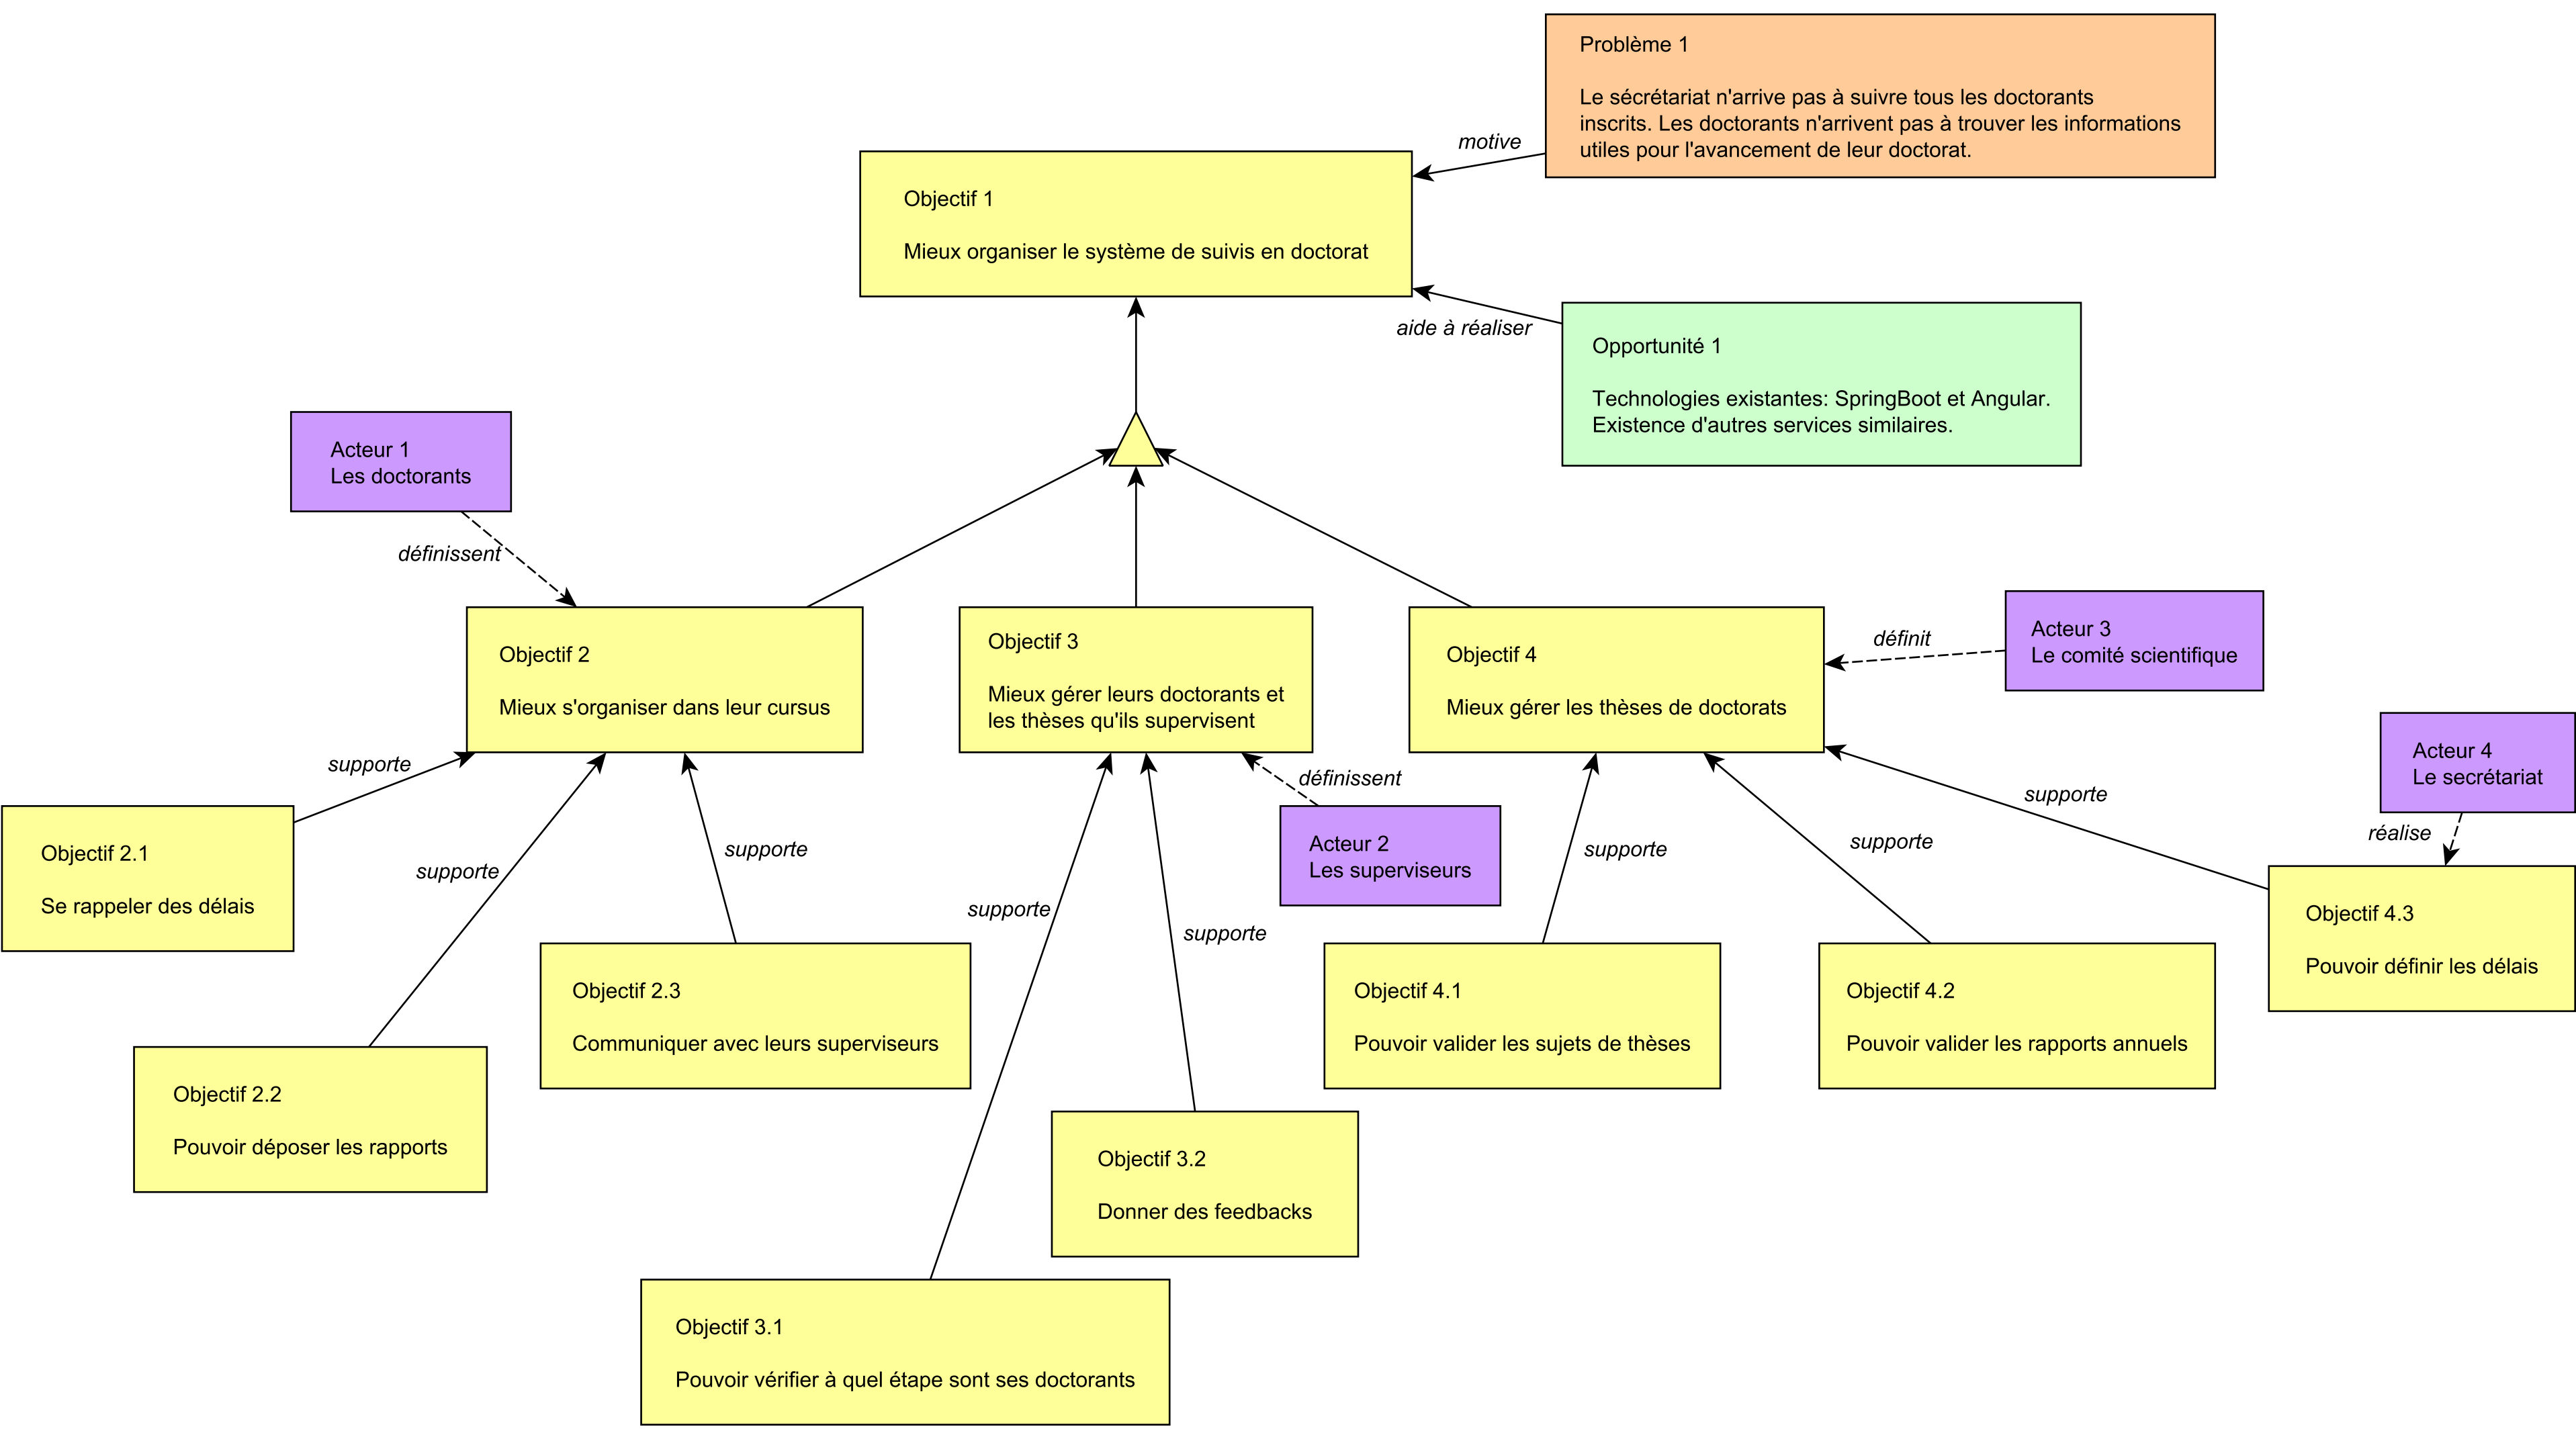 Problème 1
Le sécrétariat n'arrive pas à suivre tous les doctorants
inscrits. Les doctorants n'arrivent pas à trouver les informations
utiles pour l'avancement de leur doctorat.
motive
Objectif 1
Mieux organiser le système de suivis en doctorat
aide à réaliser
Opportunité 1
Technologies existantes: SpringBoot et Angular.
Existence d'autres services similaires.
Acteur 1
Les doctorants
définissent
Objectif 2
Mieux s'organiser dans leur cursus
Objectif 3
Mieux gérer leurs doctorants et
les thèses qu'ils supervisent
Objectif 4
Mieux gérer les thèses de doctorats
définit
Acteur 3
Le comité scientifique
Acteur 4
Le secrétariat
réalise
supporte
supporte
supporte
définissent
Acteur 2
Les superviseurs
supporte
supporte
supporte
supporte
supporte
Objectif 2.1
Se rappeler des délais
Objectif 2.2
Pouvoir déposer les rapports
Objectif 2.3
Communiquer avec leurs superviseurs
Objectif 3.1
Pouvoir vérifier à quel étape sont ses doctorants
Objectif 3.2
Donner des feedbacks
Objectif 4.1
Pouvoir valider les sujets de thèses
Objectif 4.2
Pouvoir valider les rapports annuels
Objectif 4.3
Pouvoir définir les délais